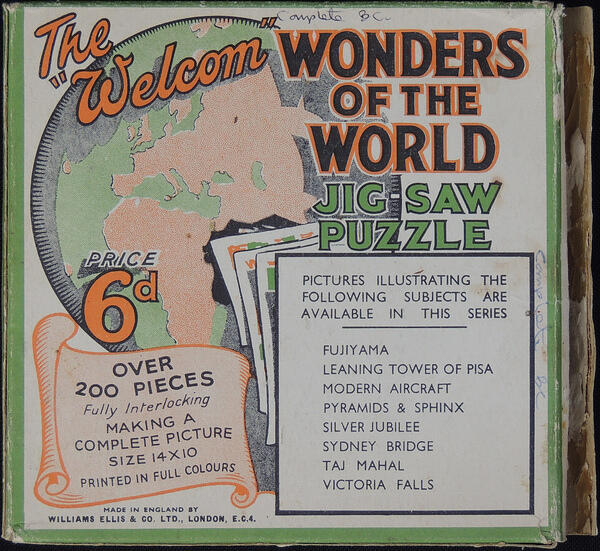 Complete BC.
The
"Welcom"
WONDERS
OF THE
WORLD
JIG-SAW
PUZZLE
PRICE
6d
OVER
200 PIECES
Fully Interlocking
MAKING A
COMPLETE PICTURE
SIZE 14X10
PRINTED IN FULL COLOURS
PICTURES ILLUSTRATING THE
FOLLOWING SUBJECTS ARE
AVAILABLE IN THIS SERIES
FUJIYAMA
LEANING TOWER OF PISA
MODERN AIRCRAFT
PYRAMIDS & SPHINX
SILVER JUBILEE
SYDNEY BRIDGE
TAJ MAHAL
VICTORIA FALLS
MADE IN ENGLAND BY
WILLIAMS ELLIS & CO. LTD., LONDON, E.C.4.
Complete BC